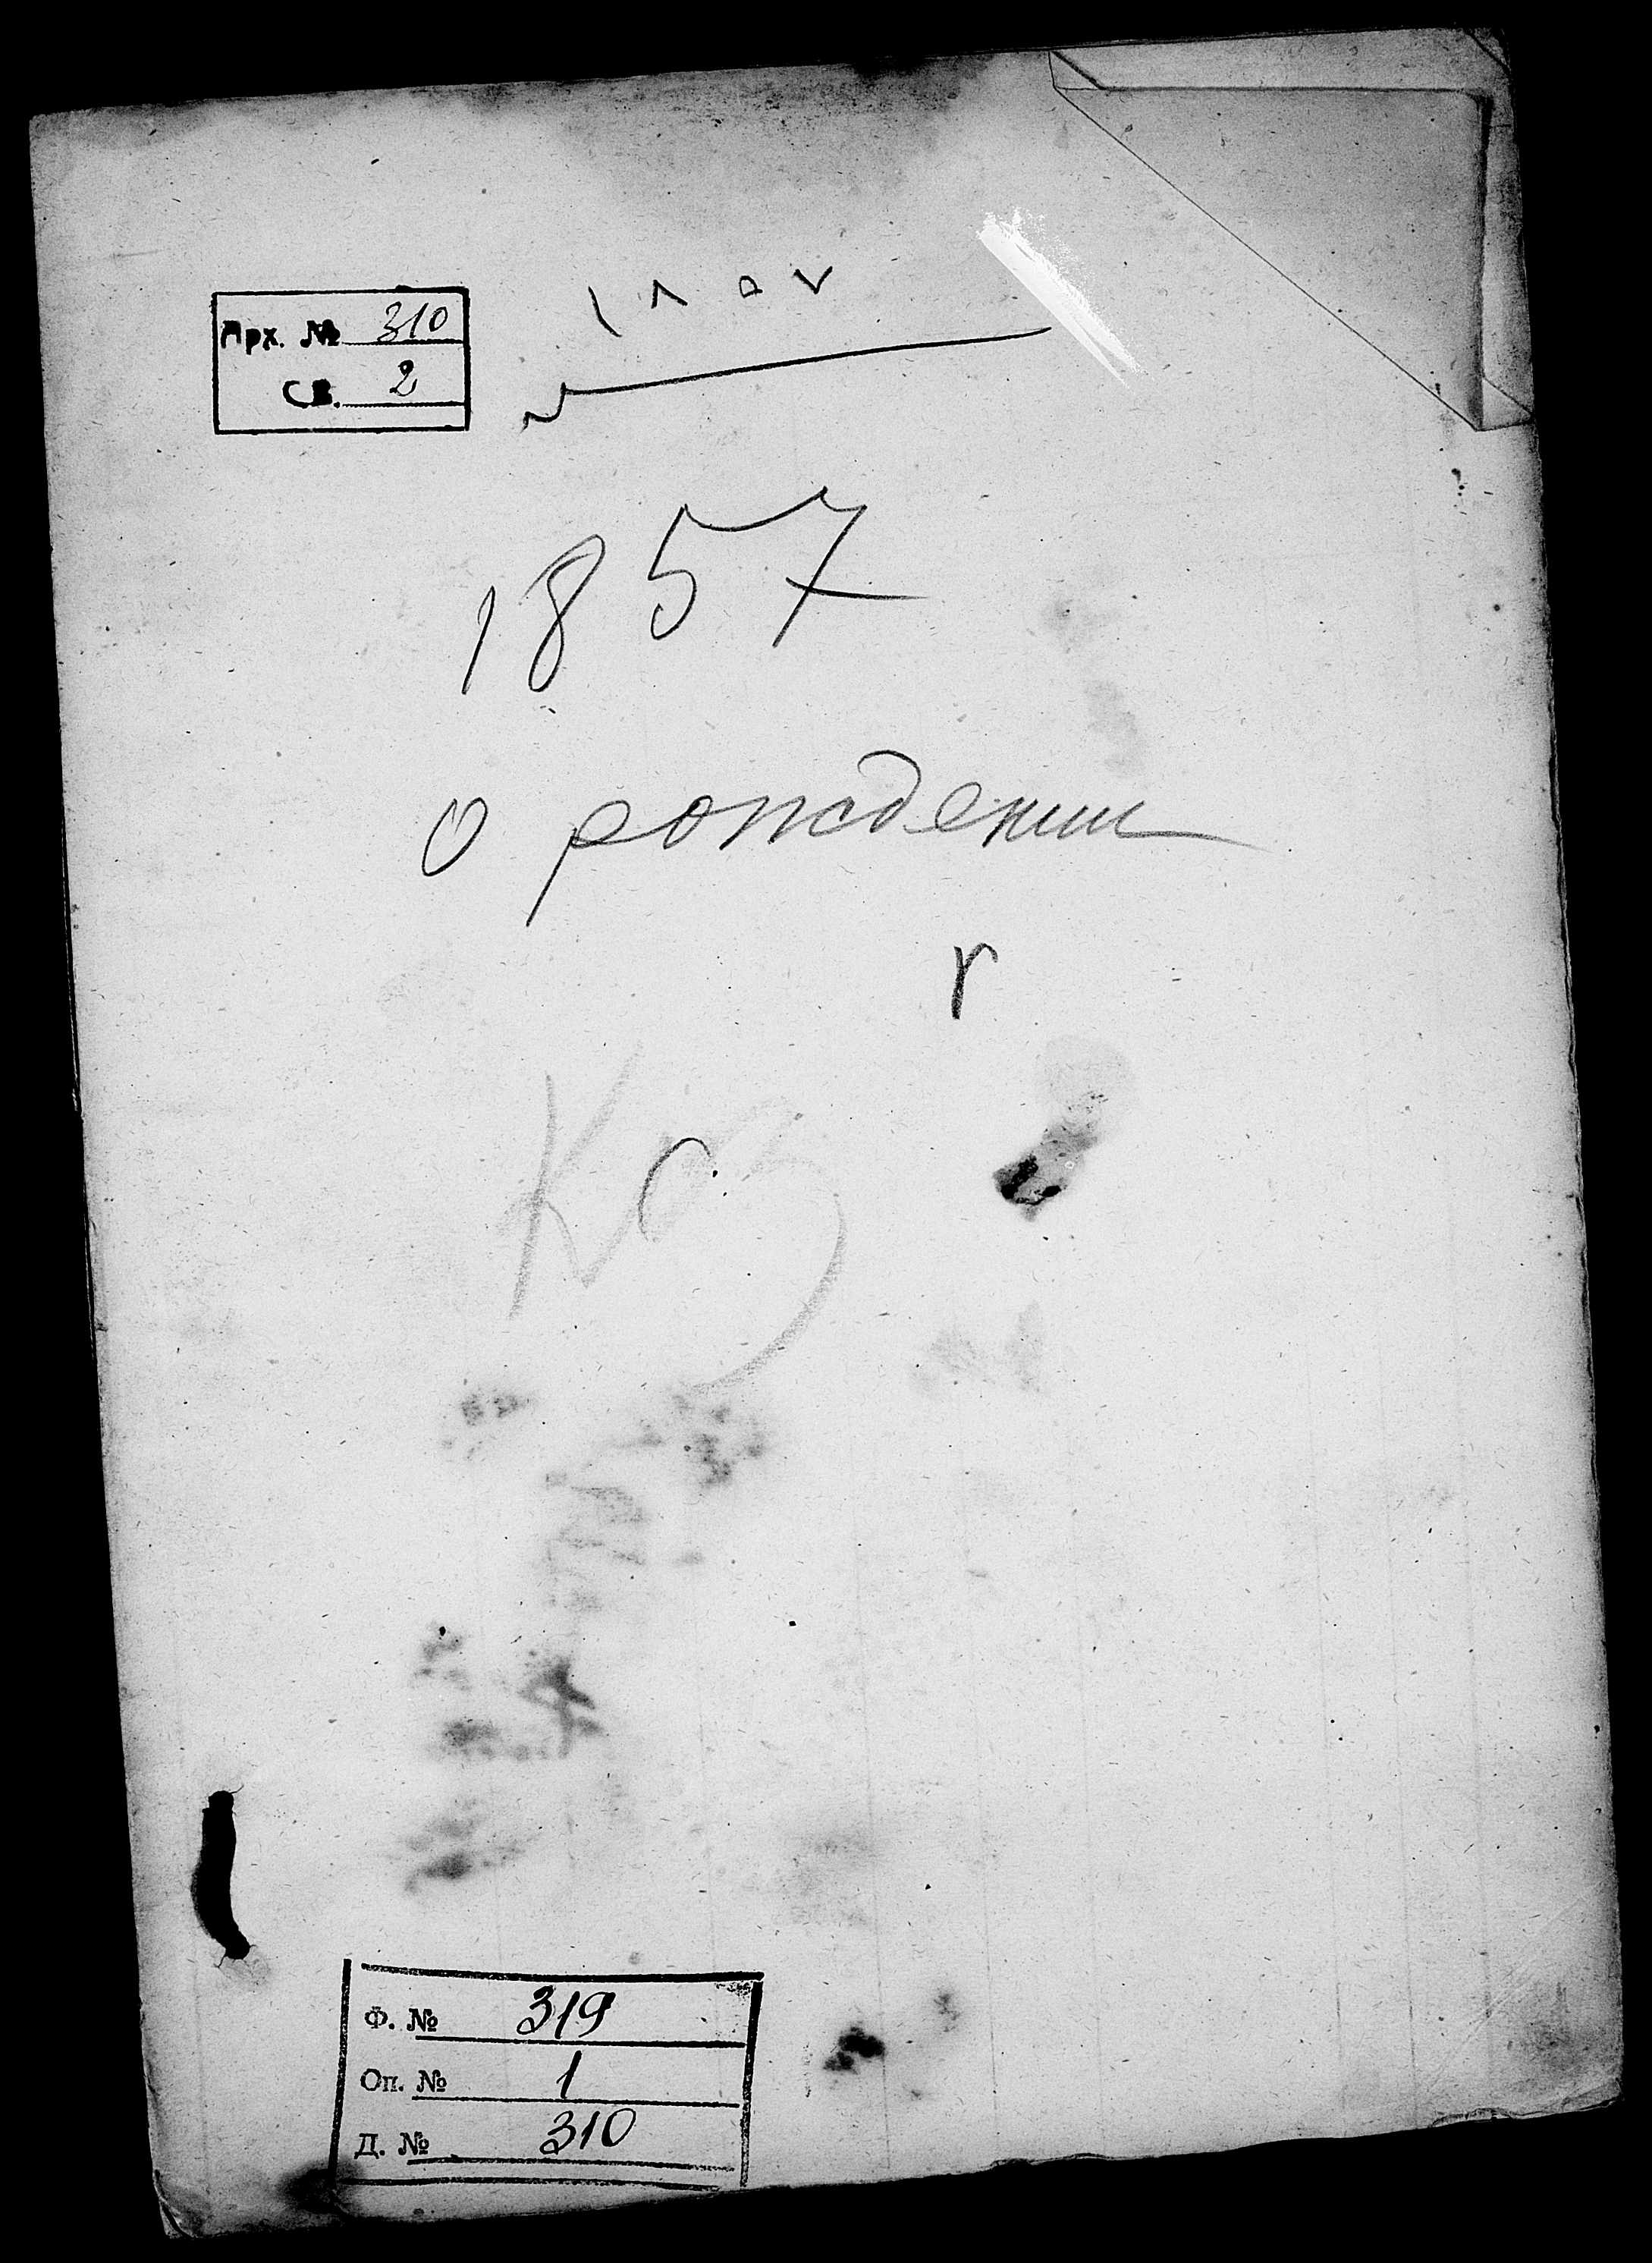 ١٨٥٧
Арх. № 310
св. 2
1857
о рождении
r
Ф. № 319
Оп. № 1
Д. № 310